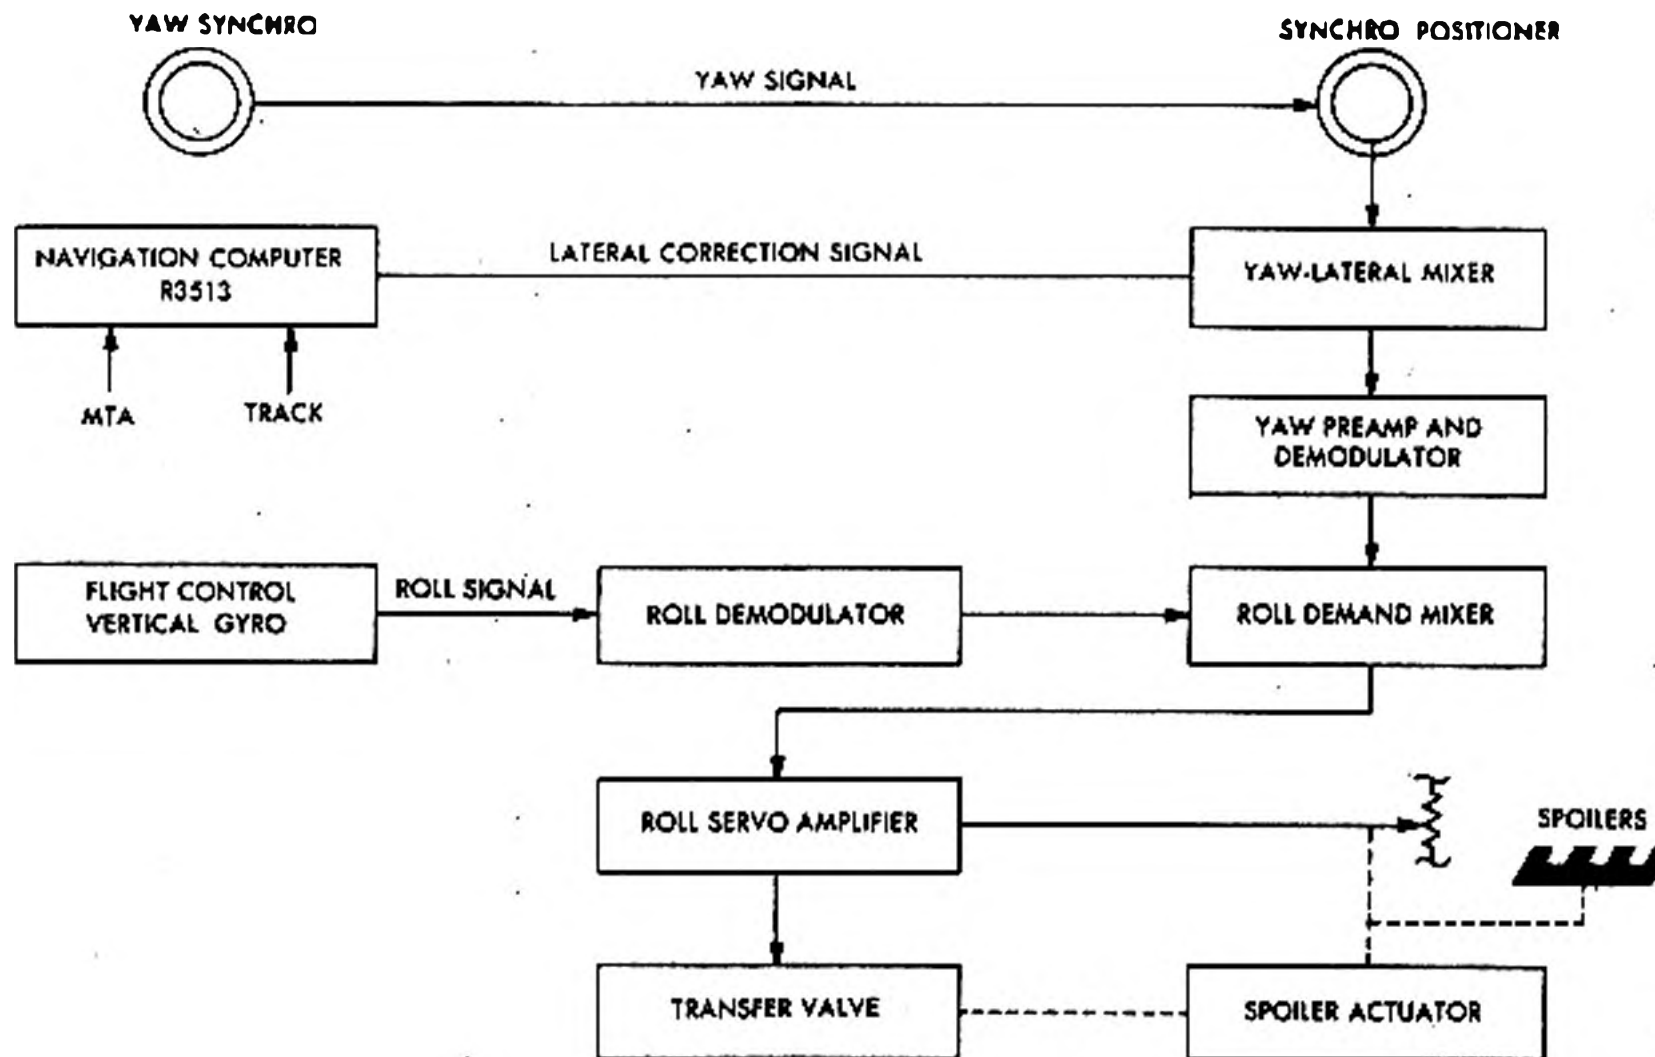 YAW SYNCHRO
SYNCHRO POSITIONER
YAW SIGNAL
NAVIGATION COMPUTER
R3513
LATERAL CORRECTION SIGNAL
YAW-LATERAL MIXER
MTA
TRACK
YAW PREAMP AND
DEMODULATOR
FLIGHT CONTROL
VERTICAL GYRO
ROLL SIGNAL
ROLL DEMODULATOR
ROLL DEMAND MIXER
ROLL SERVO AMPLIFIER
SPOILERS
TRANSFER VALVE
SPOILER ACTUATOR